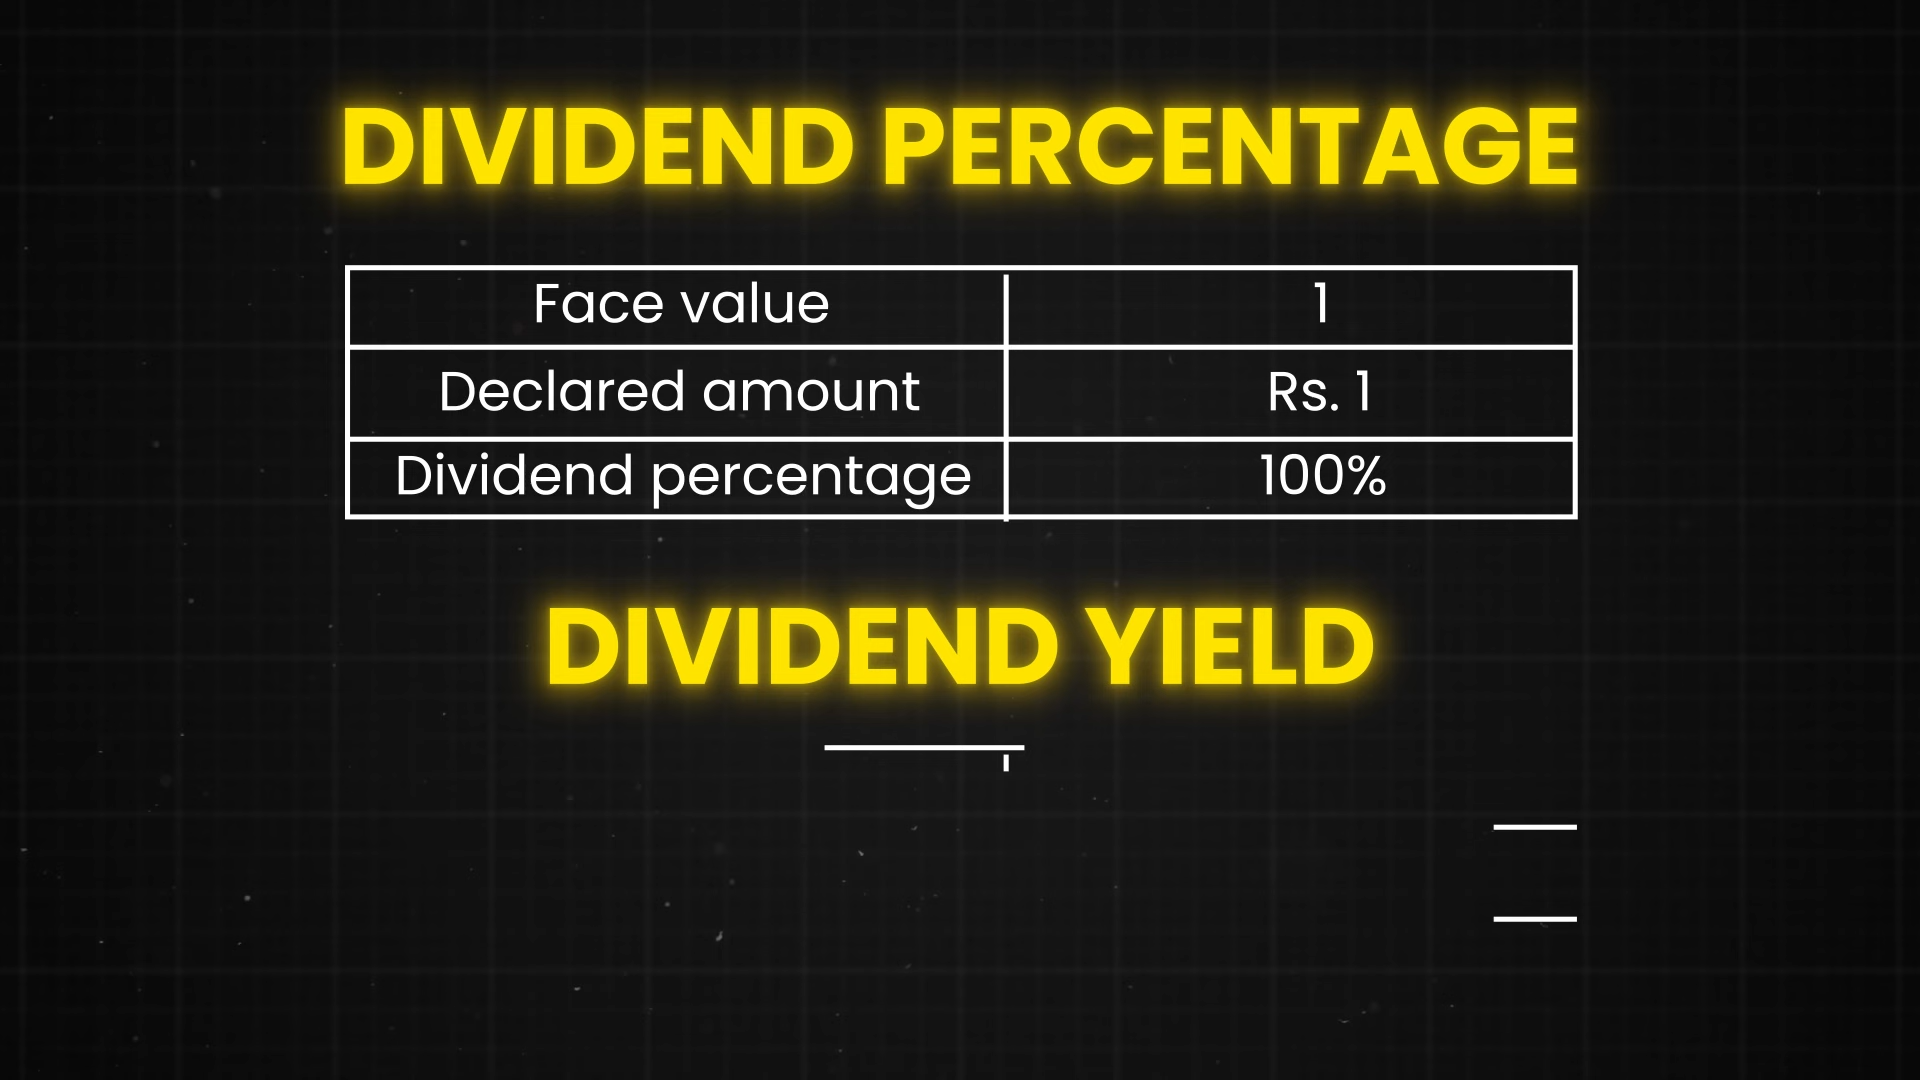 DIVIDEND PERCENTAGE
Face value 1
Declared amount Rs. 1
Dividend percentage 100%
DIVIDEND YIELD